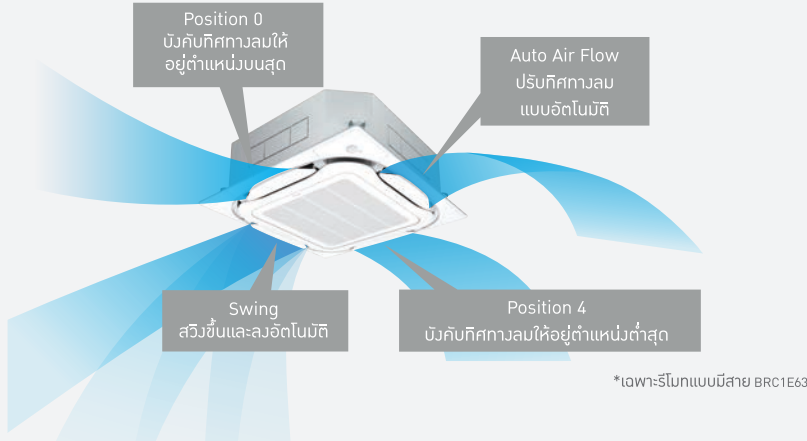 Position 0
บังคับทิศทางลมให้
อยู่ตำแหน่งบนสุด
Auto Air Flow
ปรับทิศทางลม
แบบอัตโนมัติ
Swing
สวิงขึ้นและลงอัตโนมัติ
Position 4
บังคับทิศทางลมให้อยู่ตำแหน่งต่ำสุด
*เฉพาะรีโมทแบบมีสาย BRC1E63